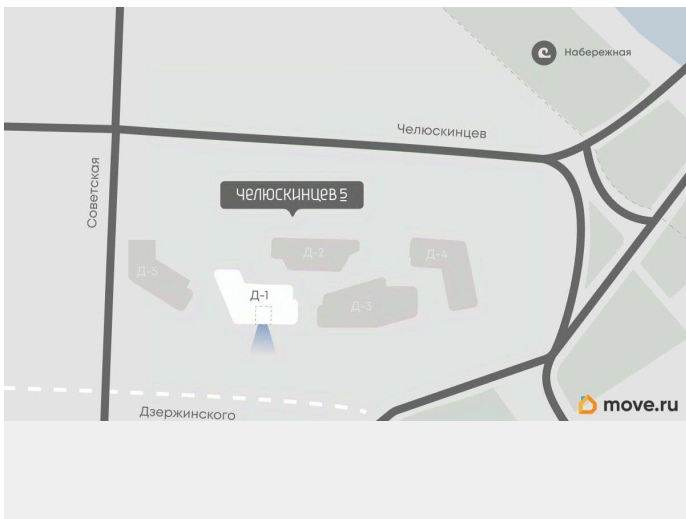 Набережная
Челюскинцев
Советская
Челюскинцев 5
Д-5
Д-2
Д-4
Д-1
Д-3
Дзержинского
move.ru